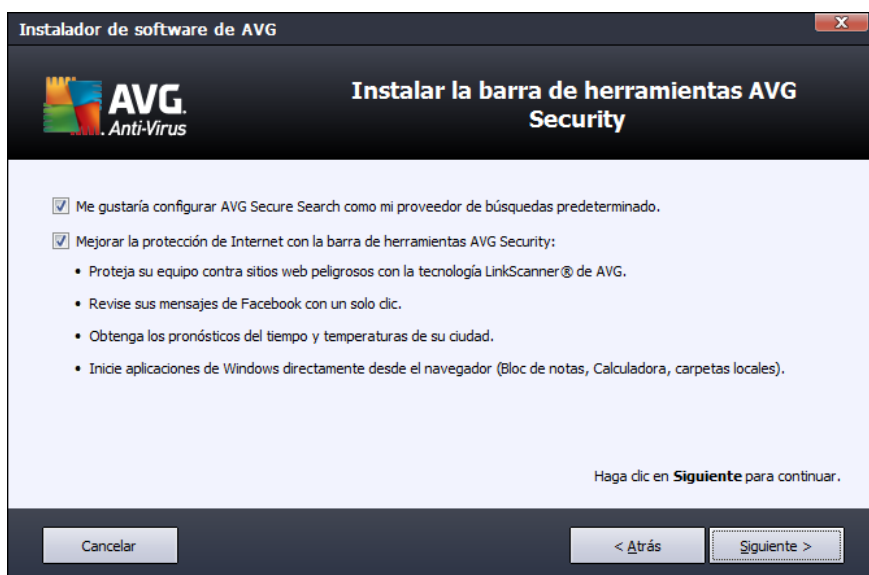 Instalador de software de AVG
X
AVG.
Anti-Virus
Instalar la barra de herramientas AVG
Security
Me gustaría configurar AVG Secure Search como mi proveedor de búsquedas predeterminado.
Mejorar la protección de Internet con la barra de herramientas AVG Security:
• Proteja su equipo contra sitios web peligrosos con la tecnología LinkScanner® de AVG.
• Revise sus mensajes de Facebook con un solo clic.
• Obtenga los pronósticos del tiempo y temperaturas de su ciudad.
• Inicie aplicaciones de Windows directamente desde el navegador (Bloc de notas, Calculadora, carpetas locales).
Haga clic en Siguiente para continuar.
Cancelar
< Atrás
Siguiente >